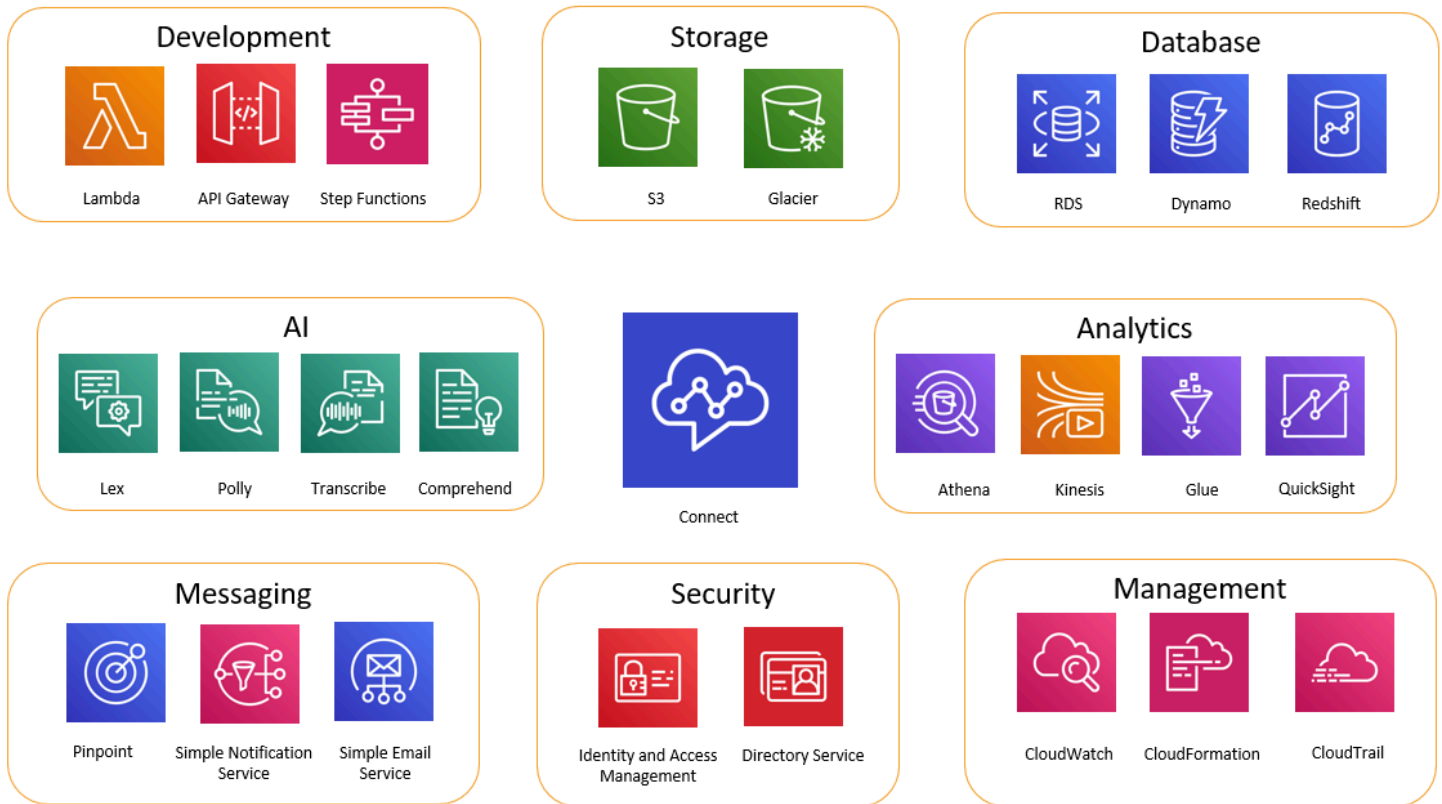 Development
Lambda
API Gateway
Step Functions
Storage
S3
Glacier
Database
RDS
Dynamo
Redshift
AI
Lex
Polly
Transcribe
Comprehend
Connect
Analytics
Athena
Kinesis
Glue
QuickSight
Messaging
Pinpoint
Simple Notification
Service
Simple Email
Service
Security
Identity and Access
Management
Directory Service
Management
CloudWatch
CloudFormation
CloudTrail